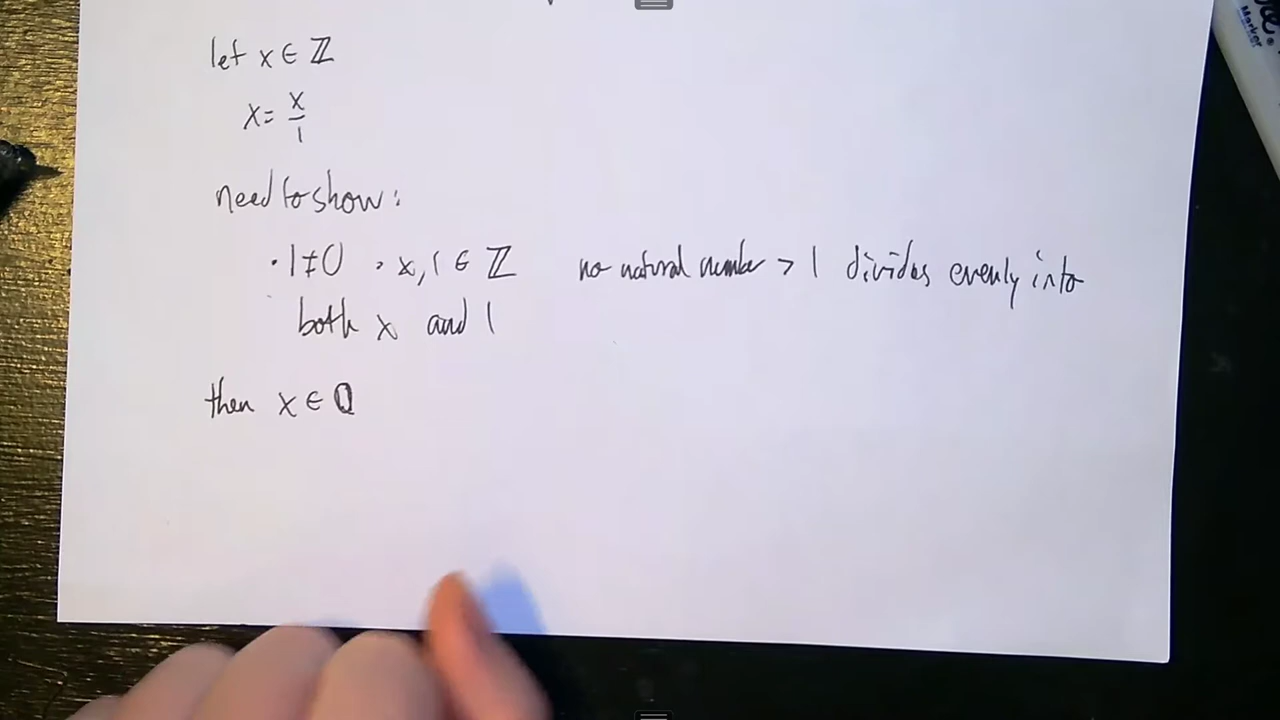 let x ∈ ℤ
x = x/1
need to show:
· 1≠0 · x, 1 ∈ ℤ no natural number > 1 divides evenly into
both x and 1
then x ∈ ℚ
Marker